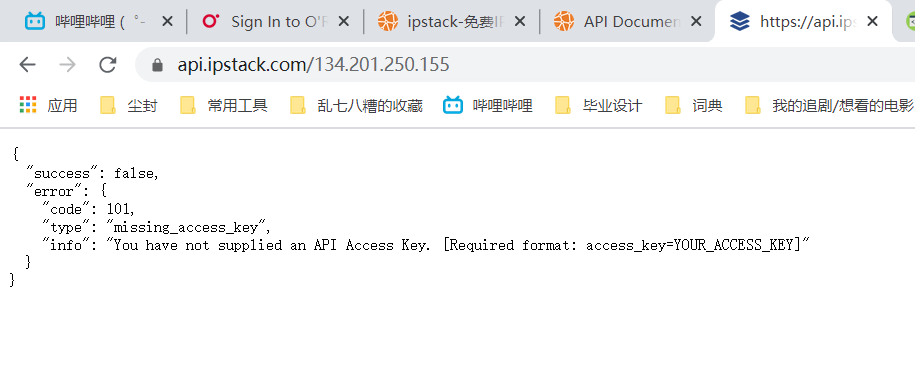 哔哩哔哩 (゜-
Sign In to O'R
ipstack-免费IF
API Documen
https://api.ips
api.ipstack.com/134.201.250.155
应用
尘封
常用工具
乱七八糟的收藏
哔哩哔哩
毕业设计
词典
我的追剧/想看的电影
{
"success": false,
"error": {
"code": 101,
"type": "missing_access_key",
"info": "You have not supplied an API Access Key. [Required format: access_key=YOUR_ACCESS_KEY]"
}
}